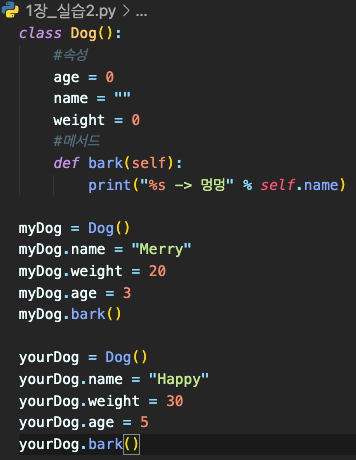 1장_실습2.py > ...
class Dog():
    #속성
    age = 0
    name = ""
    weight = 0
    #메서드
    def bark(self):
        print("%s -> 멍멍" % self.name)
myDog = Dog()
myDog.name = "Merry"
myDog.weight = 20
myDog.age = 3
myDog.bark()
yourDog = Dog()
yourDog.name = "Happy"
yourDog.weight = 30
yourDog.age = 5
yourDog.bark()